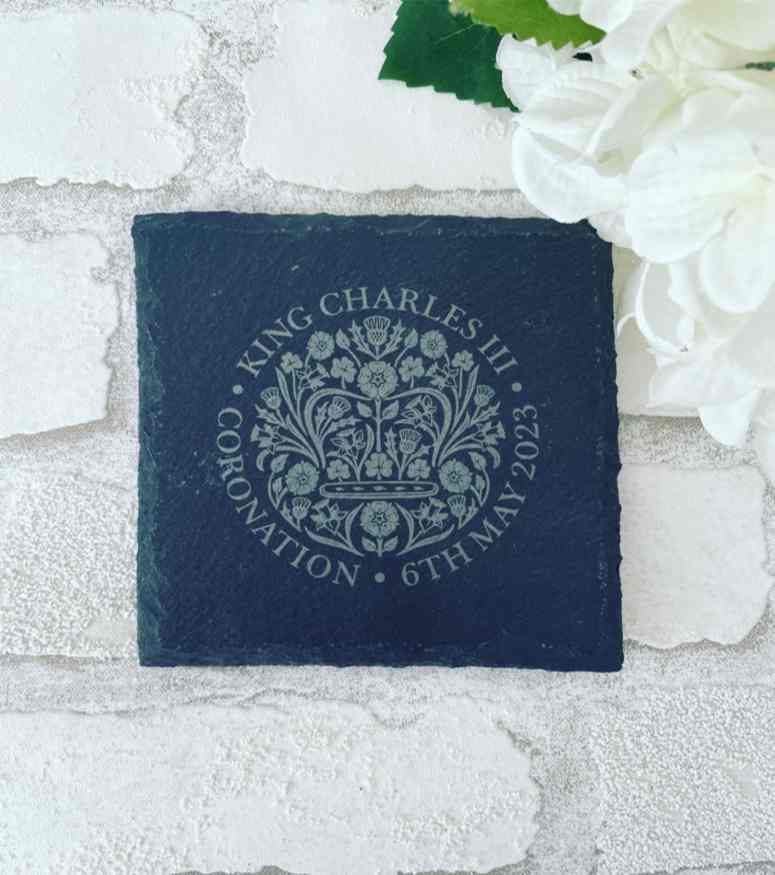 KING CHARLES III
• CORONATION • 6TH MAY 2023 •